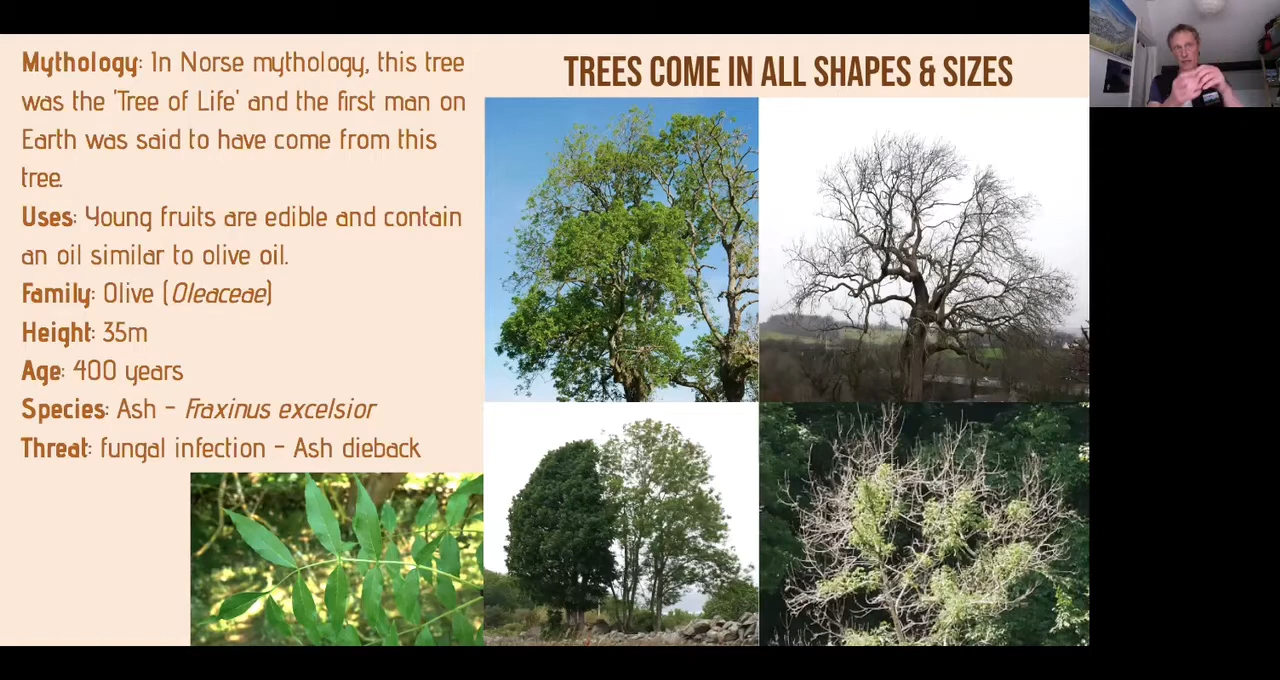 Mythology: In Norse mythology, this tree
was the 'Tree of Life' and the first man on
Earth was said to have come from this
tree.
Uses: Young fruits are edible and contain
an oil similar to olive oil.
Family: Olive (Oleaceae)
Height: 35m
Age: 400 years
Species: Ash - Fraxinus excelsior
Threat: fungal infection - Ash dieback
TREES COME IN ALL SHAPES & SIZES